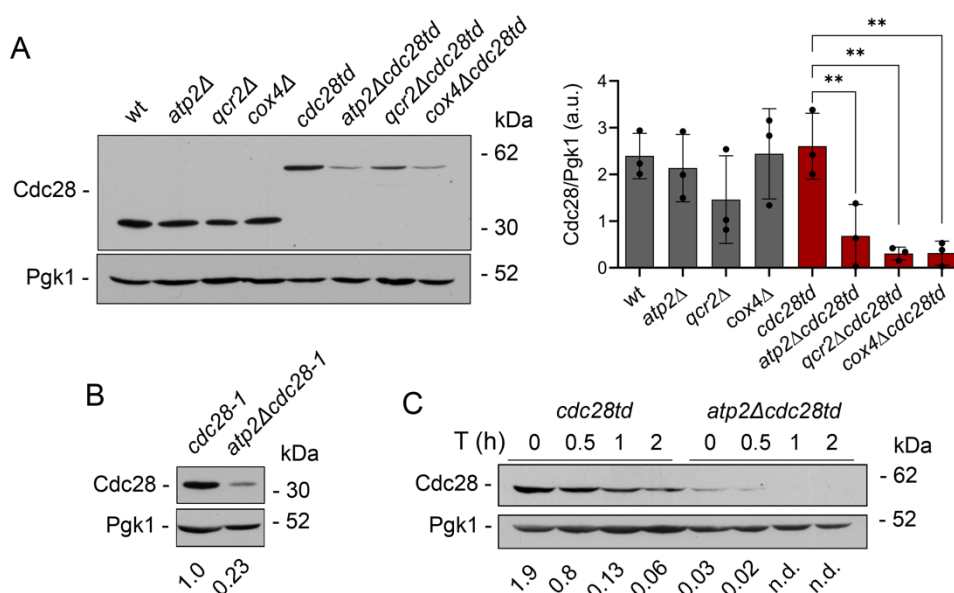 A
wt
atp2Δ
qcr2Δ
cox4Δ
cdc28td
atp2Δcdc28td
qcr2Δcdc28td
cox4Δcdc28td
kDa
- 62
Cdc28 -
- 30
Pgk1 -
- 52
Cdc28/Pgk1 (a.u.)
6
4
2
0
**
**
**
wt
atp2Δ
qcr2Δ
cox4Δ
cdc28td
atp2Δcdc28td
qcr2Δcdc28td
cox4Δcdc28td
B
cdc28-1
atp2Δcdc28-1
kDa
Cdc28 -
- 30
Pgk1 -
- 52
1.0 0.23
C
cdc28td atp2Δcdc28td
T (h) 0 0.5 1 2 0 0.5 1 2
kDa
- 62
Cdc28 -
Pgk1 -
- 52
1.9 0.8 0.13 0.06 0.03 0.02 n.d. n.d.